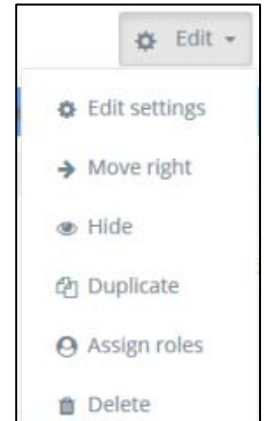 Edit
Edit settings
Move right
Hide
Duplicate
Assign roles
Delete